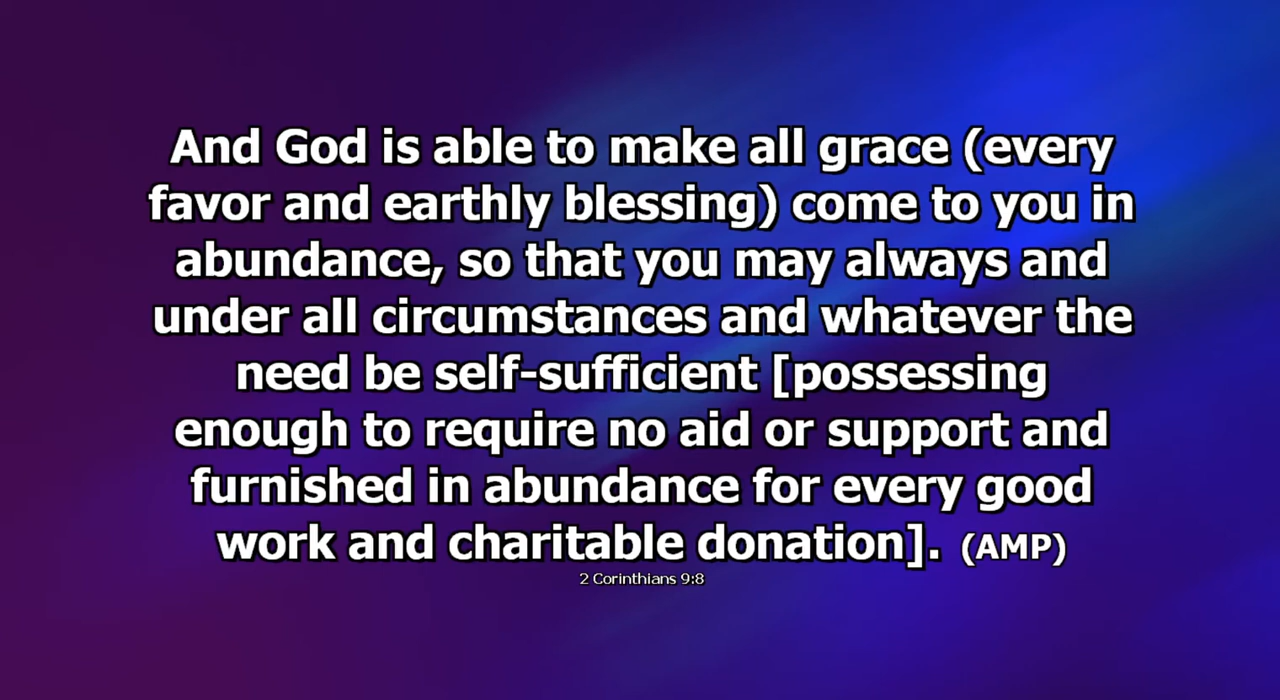 And God is able to make all grace (every
favor and earthly blessing) come to you in
abundance, so that you may always and
under all circumstances and whatever the
need be self-sufficient [possessing
enough to require no aid or support and
furnished in abundance for every good
work and charitable donation]. (AMP)
2 Corinthians 9:8